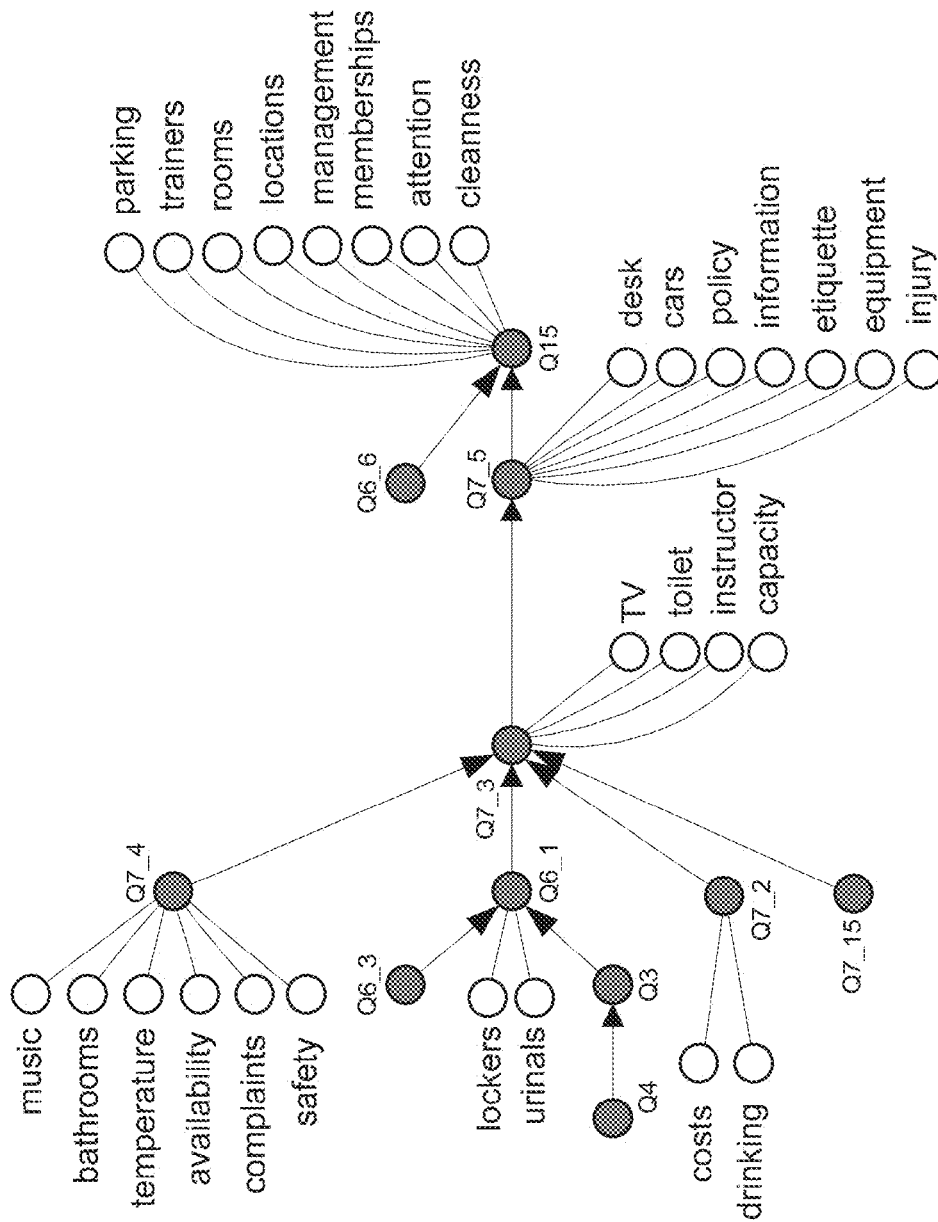 music
bathrooms
temperature
availability
complaints
safety
Q7_4
Q6_3
lockers
urinals
Q6_1
Q3
Q4
costs
drinking
Q7_2
Q7_15
Q7_3
TV
toilet
instructor
capacity
Q6_6
Q7_5
desk
cars
policy
information
etiquette
equipment
injury
Q15
parking
trainers
rooms
locations
management
memberships
attention
cleanness